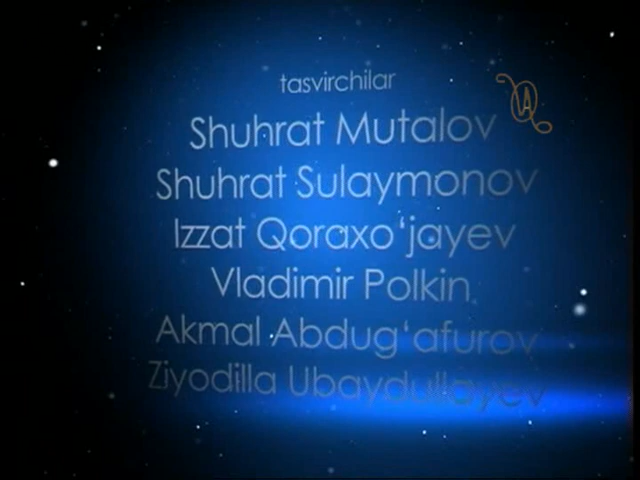 tasvirchilar
Shuhrat Mutalov
Shuhrat Sulaymonov
Izzat Qoraxo‘jayev
Vladimir Polkin
Akmal Abdug‘afurov
Ziyodilla Ubaydullayev